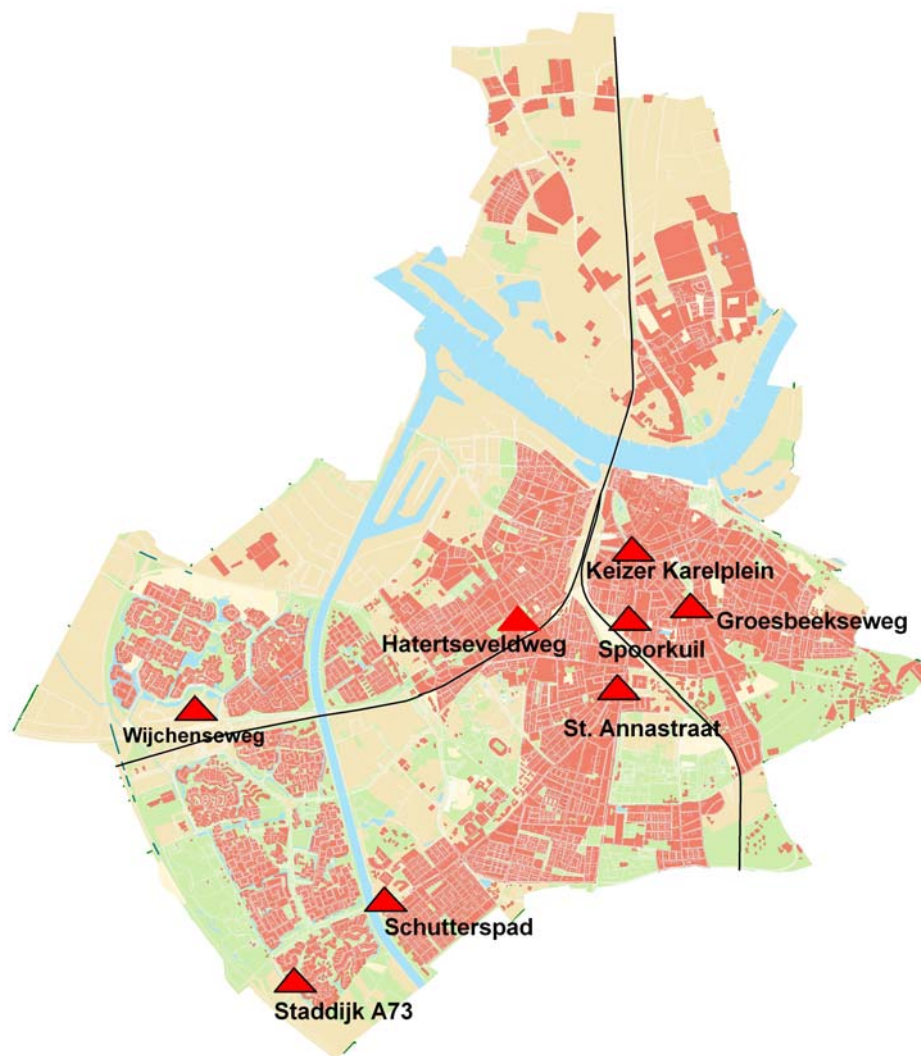 Keizer Karelplein
Groesbeekseweg
Hatertseveldweg
Spoorkuil
St. Annastraat
Wijchenseweg
Schutterspad
Staddijk A73